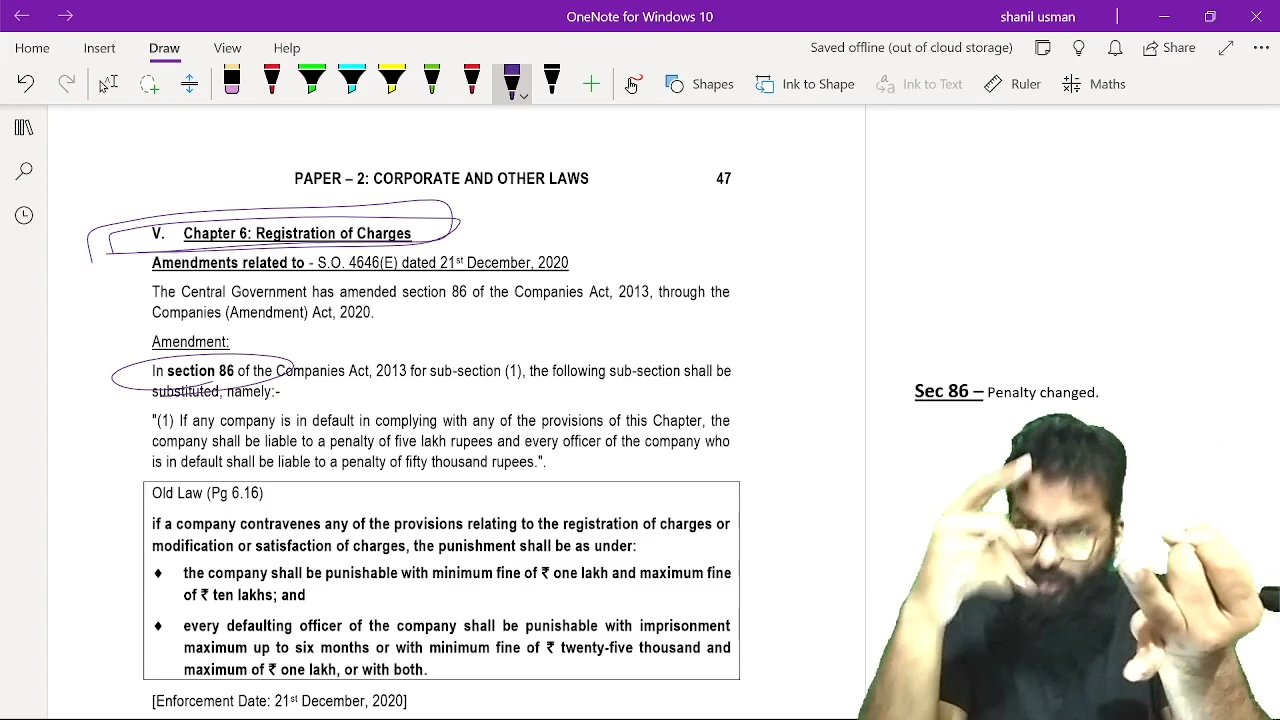 OneNote for Windows 10
shanil usman
Home Insert Draw View Help
Saved offline (out of cloud storage)
Share
Shapes
Ink to Shape
Ink to Text
Ruler
Maths
PAPER – 2: CORPORATE AND OTHER LAWS 47
V. Chapter 6: Registration of Charges
Amendments related to - S.O. 4646(E) dated 21st December, 2020
The Central Government has amended section 86 of the Companies Act, 2013, through the
Companies (Amendment) Act, 2020.
Amendment:
In section 86 of the Companies Act, 2013 for sub-section (1), the following sub-section shall be
substituted, namely:-
"(1) If any company is in default in complying with any of the provisions of this Chapter, the
company shall be liable to a penalty of five lakh rupees and every officer of the company who
is in default shall be liable to a penalty of fifty thousand rupees.".
Old Law (Pg 6.16)
if a company contravenes any of the provisions relating to the registration of charges or
modification or satisfaction of charges, the punishment shall be as under:
♦ the company shall be punishable with minimum fine of ₹ one lakh and maximum fine
of ₹ ten lakhs; and
♦ every defaulting officer of the company shall be punishable with imprisonment
maximum up to six months or with minimum fine of ₹ twenty-five thousand and
maximum of ₹ one lakh, or with both.
[Enforcement Date: 21st December, 2020]
Sec 86 – Penalty changed.